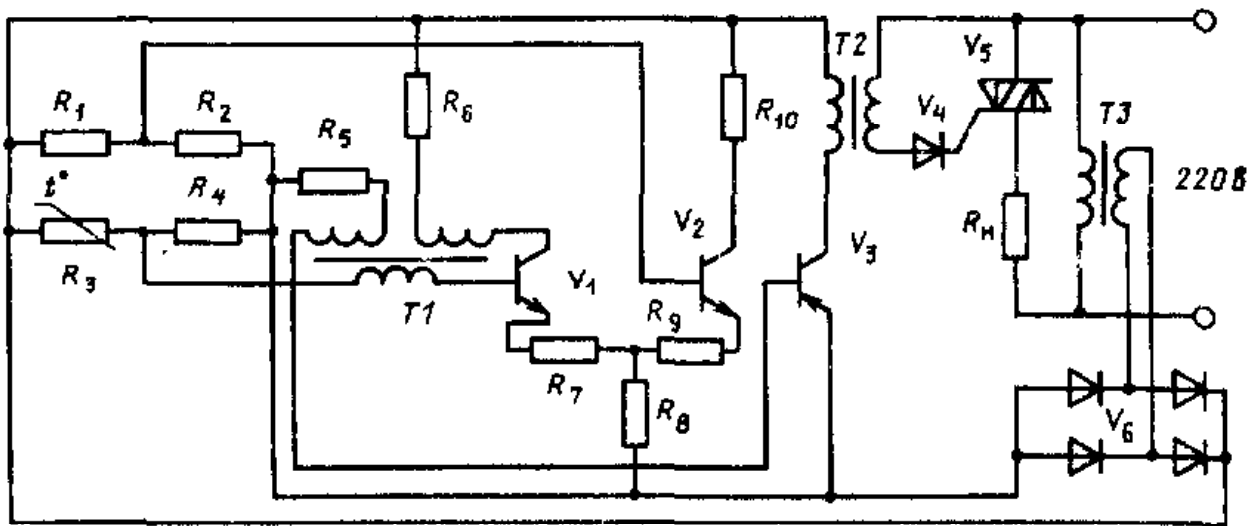 T2
V₅
R₁
R₂
R₅
R₆
R₁₀
V₄
T3
220В
t°
R₄
R₃
V₂
V₃
Rн
T1
V₁
R₉
R₇
R₈
V₆